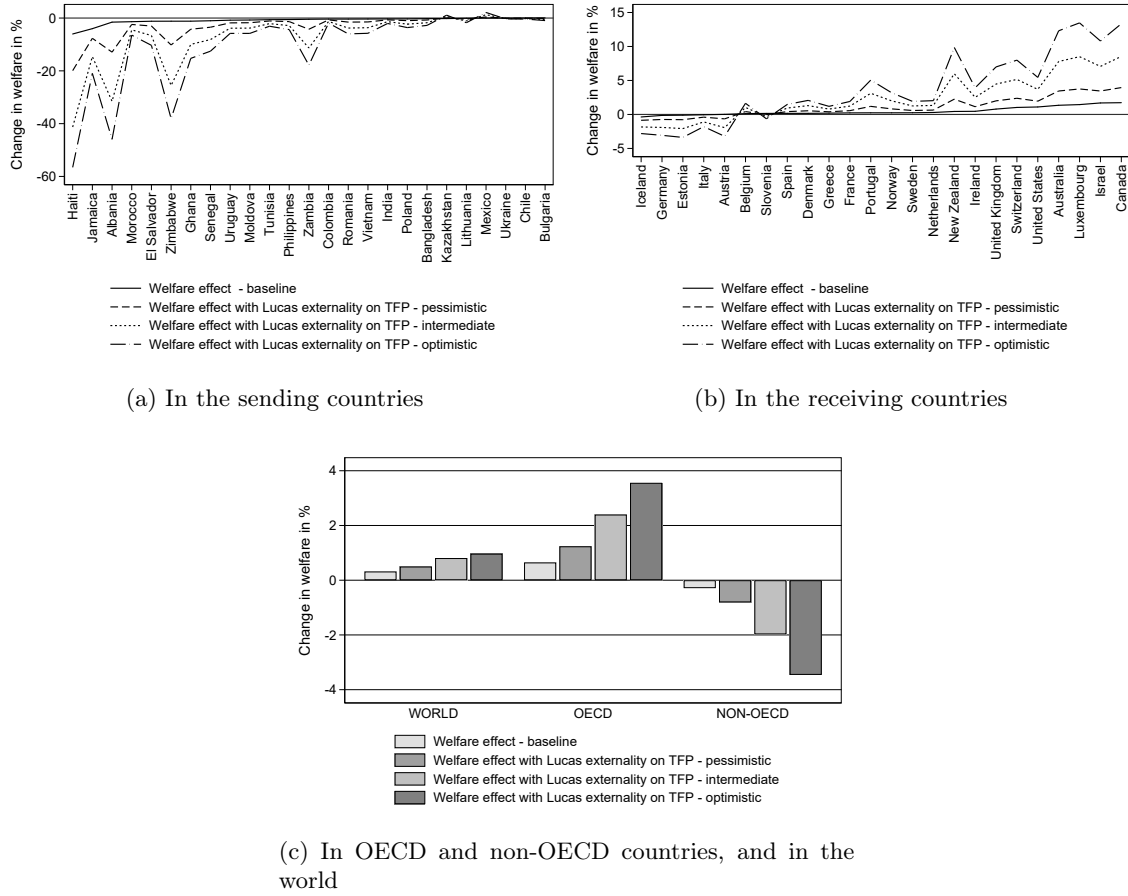 0
-20
-40
-60
Change in welfare in %
Haiti
Jamaica
Albania
Morocco
El Salvador
Zimbabwe
Ghana
Senegal
Uruguay
Moldova
Tunisia
Philippines
Zambia
Colombia
Romania
Vietnam
India
Poland
Bangladesh
Kazakhstan
Lithuania
Mexico
Ukraine
Chile
Bulgaria
Welfare effect - baseline
Welfare effect with Lucas externality on TFP - pessimistic
Welfare effect with Lucas externality on TFP - intermediate
Welfare effect with Lucas externality on TFP - optimistic
(a) In the sending countries
15
10
5
0
-5
Change in welfare in %
Iceland
Germany
Estonia
Italy
Austria
Belgium
Slovenia
Spain
Denmark
Greece
France
Portugal
Norway
Sweden
Netherlands
New Zealand
Ireland
United Kingdom
Switzerland
United States
Australia
Luxembourg
Israel
Canada
Welfare effect - baseline
Welfare effect with Lucas externality on TFP - pessimistic
Welfare effect with Lucas externality on TFP - intermediate
Welfare effect with Lucas externality on TFP - optimistic
(b) In the receiving countries
4
2
0
-2
-4
Change in welfare in %
WORLD OECD NON-OECD
Welfare effect - baseline
Welfare effect with Lucas externality on TFP - pessimistic
Welfare effect with Lucas externality on TFP - intermediate
Welfare effect with Lucas externality on TFP - optimistic
(c) In OECD and non-OECD countries, and in the
world